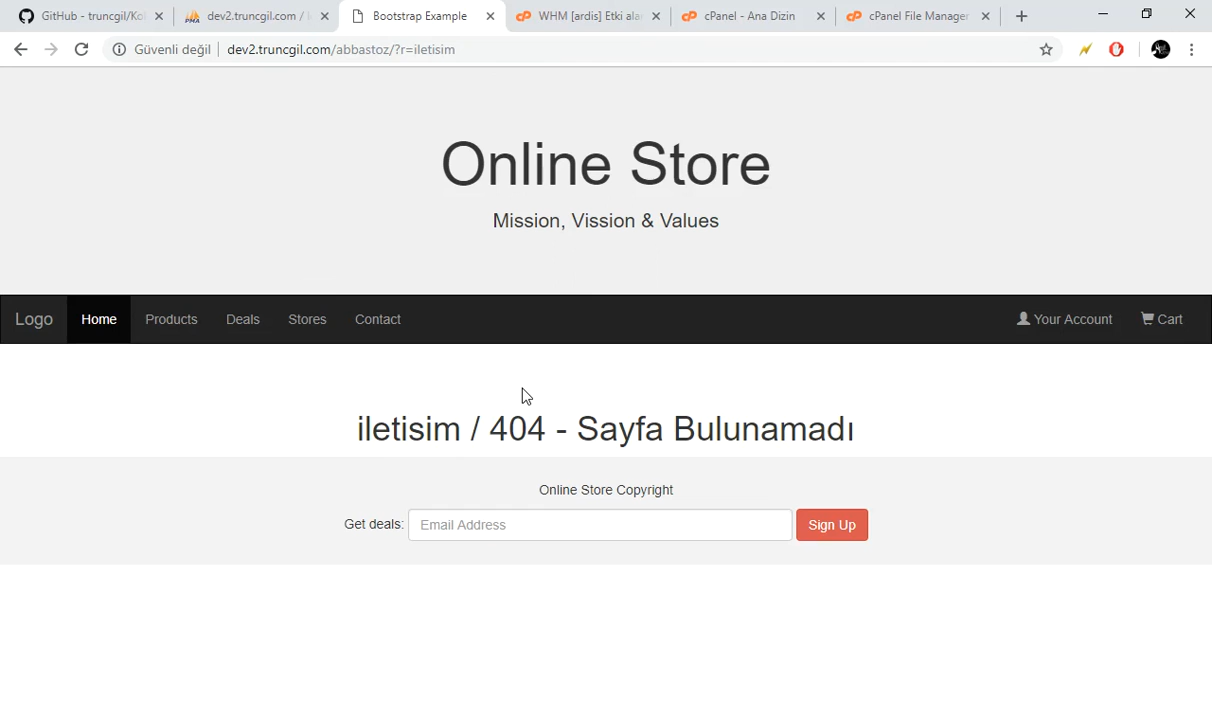 GitHub - truncgil/Ko
dev2.truncgil.com /
Bootstrap Example
WHM [ardis] Etki ala
cPanel - Ana Dizin
cPanel File Manager
Güvenli değil
dev2.truncgil.com/abbastoz/?r=iletisim
Online Store
Mission, Vission & Values
Logo
Home
Products
Deals
Stores
Contact
Your Account
Cart
iletisim / 404 - Sayfa Bulunamadı
Online Store Copyright
Get deals:
Email Address
Sign Up